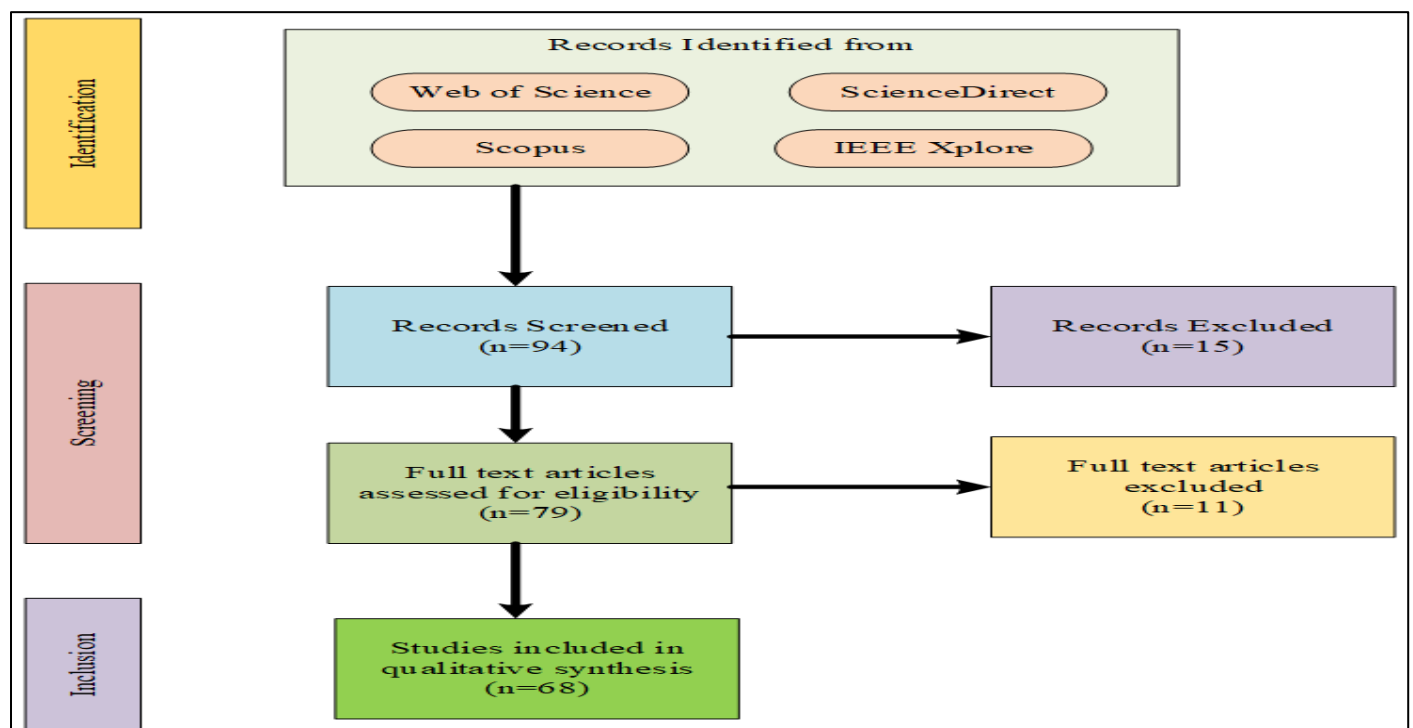 Identification
Records Identified from
Web of Science
ScienceDirect
Scopus
IEEE Xplore
Screening
Records Screened
(n=94)
Records Excluded
(n=15)
Full text articles
assessed for eligibility
(n=79)
Full text articles
excluded
(n=11)
Inclusion
Studies included in
qualitative synthesis
(n=68)